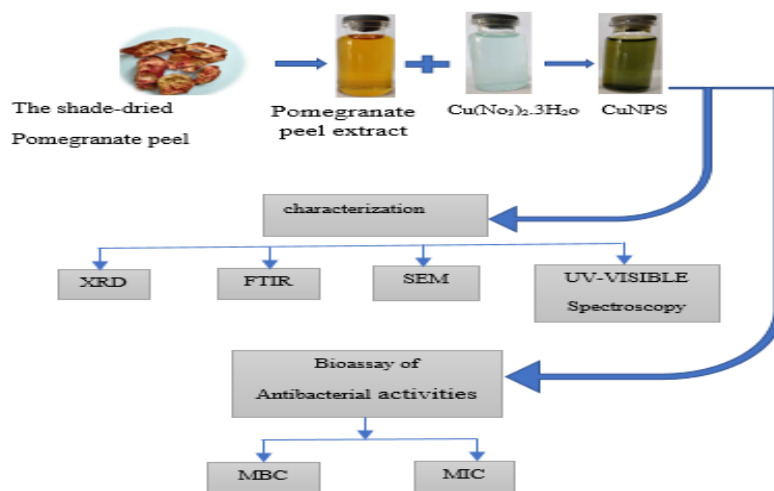 The shade-dried
Pomegranate peel
Pomegranate
peel extract
Cu(No₃)₂.3H₂o
CuNPS
characterization
XRD
FTIR
SEM
UV-VISIBLE
Spectroscopy
Bioassay of
Antibacterial activities
MBC
MIC